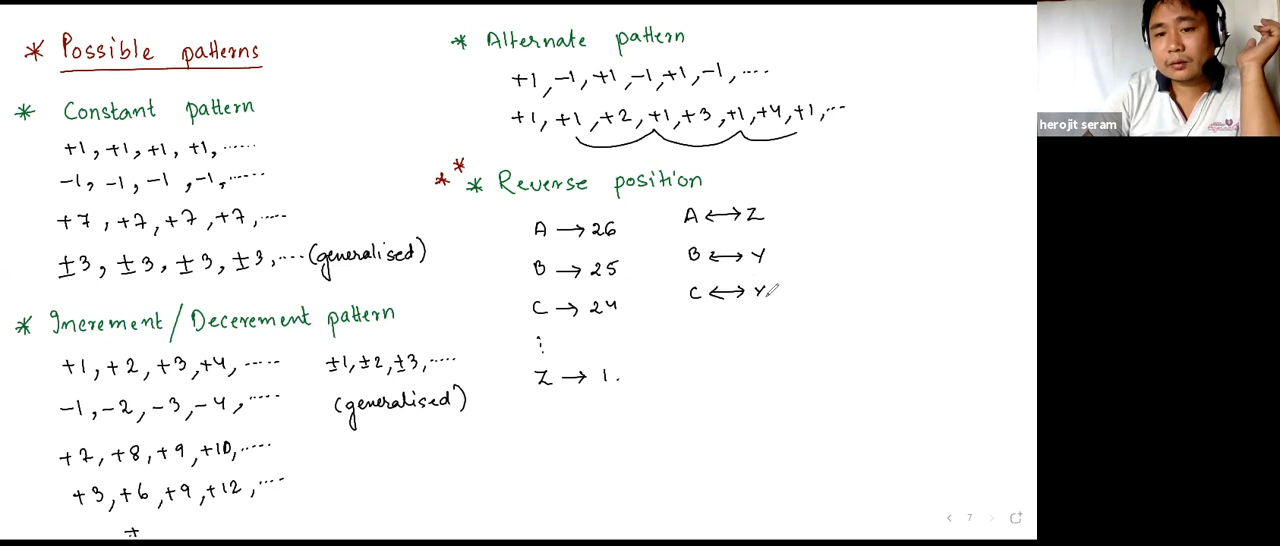 * Possible patterns
* Constant pattern
+1, +1, +1, +1, ......
-1, -1, -1, -1, ......
+7, +7, +7, +7, .....
±3, ±3, ±3, ±3, .... (generalised)
* Increment / Decerement pattern
+1, +2, +3, +4, ..... ±1, ±2, ±3, .....
-1, -2, -3, -4, ..... (generalised)
+7, +8, +9, +10, .....
+3, +6, +9, +12, ....
+
* Alternate pattern
+1, -1, +1, -1, +1, -1, ....
+1, +1, +2, +1, +3, +1, +4, +1, ...
* * * Reverse position
A → 26 A ↔ Z
B → 25 B ↔ Y
C → 24 C ↔ Y
⋮
Z → 1.
herojit seram
< 7 >